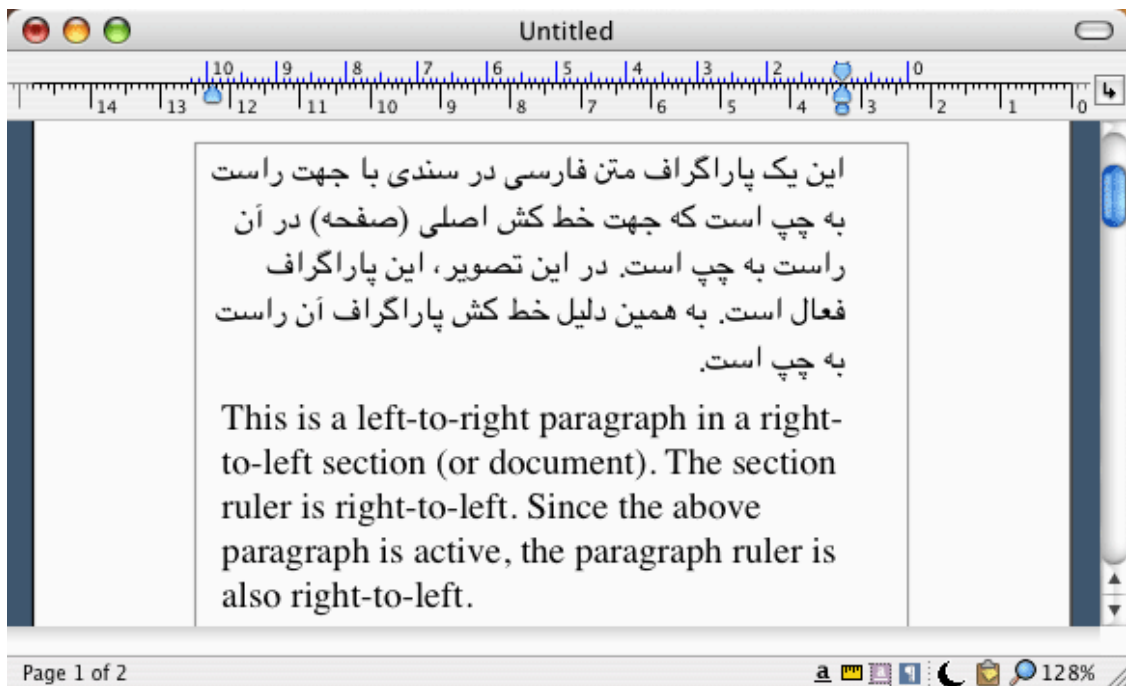 Untitled
10 9 8 7 6 5 4 3 2 0
14 13 12 11 10 9 8 7 6 5 4 3 2 1 0
این یک پاراگراف متن فارسی در سندی با جهت راست
به چپ است که جهت خط کش اصلی (صفحه) در آن
راست به چپ است. در این تصویر، این پاراگراف
فعال است. به همین دلیل خط کش پاراگراف آن راست
به چپ است.
This is a left-to-right paragraph in a right-
to-left section (or document). The section
ruler is right-to-left. Since the above
paragraph is active, the paragraph ruler is
also right-to-left.
Page 1 of 2 a ¶ 128%